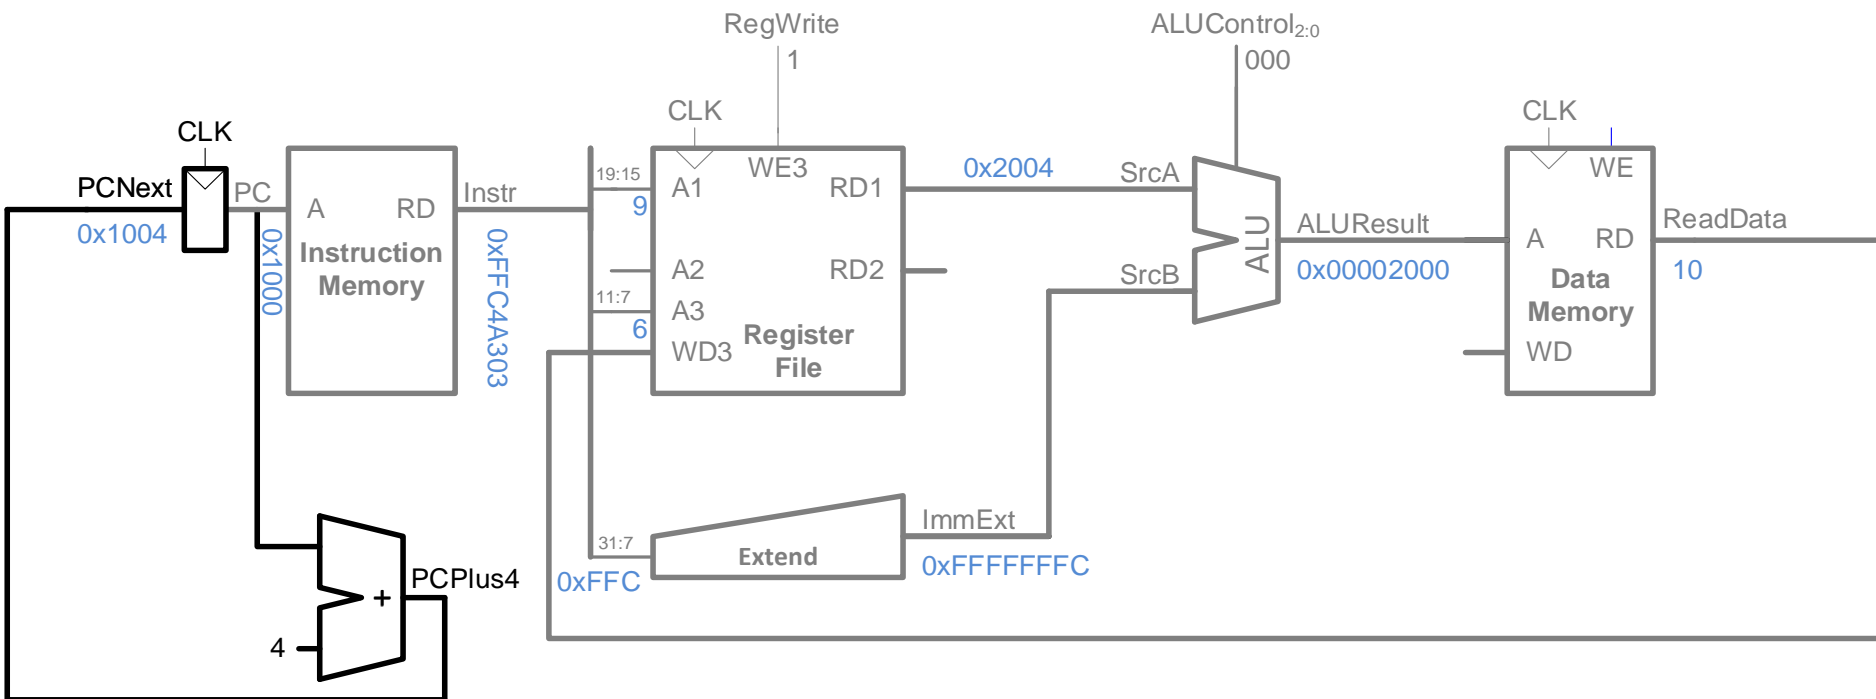 RegWrite
1
ALUControl2:0
000
CLK
PCNext
0x1004
PC
0x1000
A
RD
Instruction
Memory
Instr
0xFFC4A303
CLK
WE3
19:15
9
A1
RD1
A2
RD2
11:7
6
A3
WD3
Register
File
0x2004
SrcA
SrcB
ALU
ALUResult
0x00002000
CLK
WE
A
RD
Data
Memory
WD
ReadData
10
31:7
0xFFC
Extend
ImmExt
0xFFFFFFFC
+
PCPlus4
4